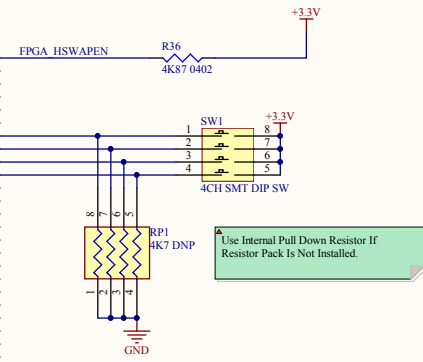 +3.3V
FPGA_HSWAPEN
R36
4K87 0402
SW1
+3.3V
1 8
2 7
3 6
4 5
4CH SMT DIP SW
8 7 6 5
RP1
4K7 DNP
1 2 3 4
Use Internal Pull Down Resistor If
Resistor Pack Is Not Installed.
GND